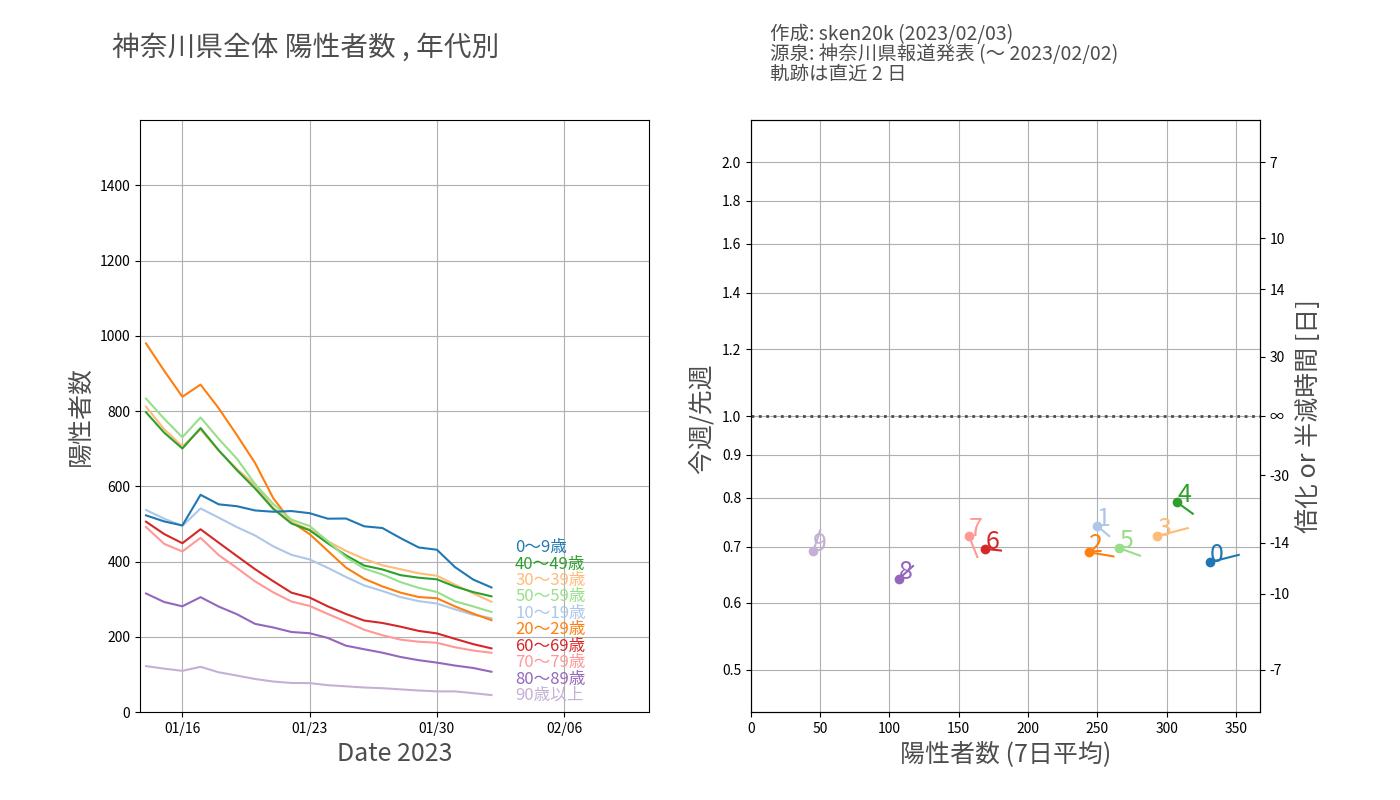 神奈川県全体 陽性者数 , 年代別
作成: sken20k (2023/02/03)
源泉: 神奈川県報道発表 (〜 2023/02/02)
軌跡は直近 2 日
陽性者数
1400
1200
1000
800
600
400
200
0
01/16
01/23
01/30
02/06
Date 2023
0〜9歳
40〜49歳
30〜39歳
50〜59歳
10〜19歳
20〜29歳
60〜69歳
70〜79歳
80〜89歳
90歳以上
今週/先週
2.0
1.8
1.6
1.4
1.2
1.0
0.9
0.8
0.7
0.6
0.5
4
1
3
7
6
2
5
9
0
8
7
10
14
30
∞
-30
-14
-10
-7
倍化 or 半減時間 [日]
0
50
100
150
200
250
300
350
陽性者数 (7日平均)